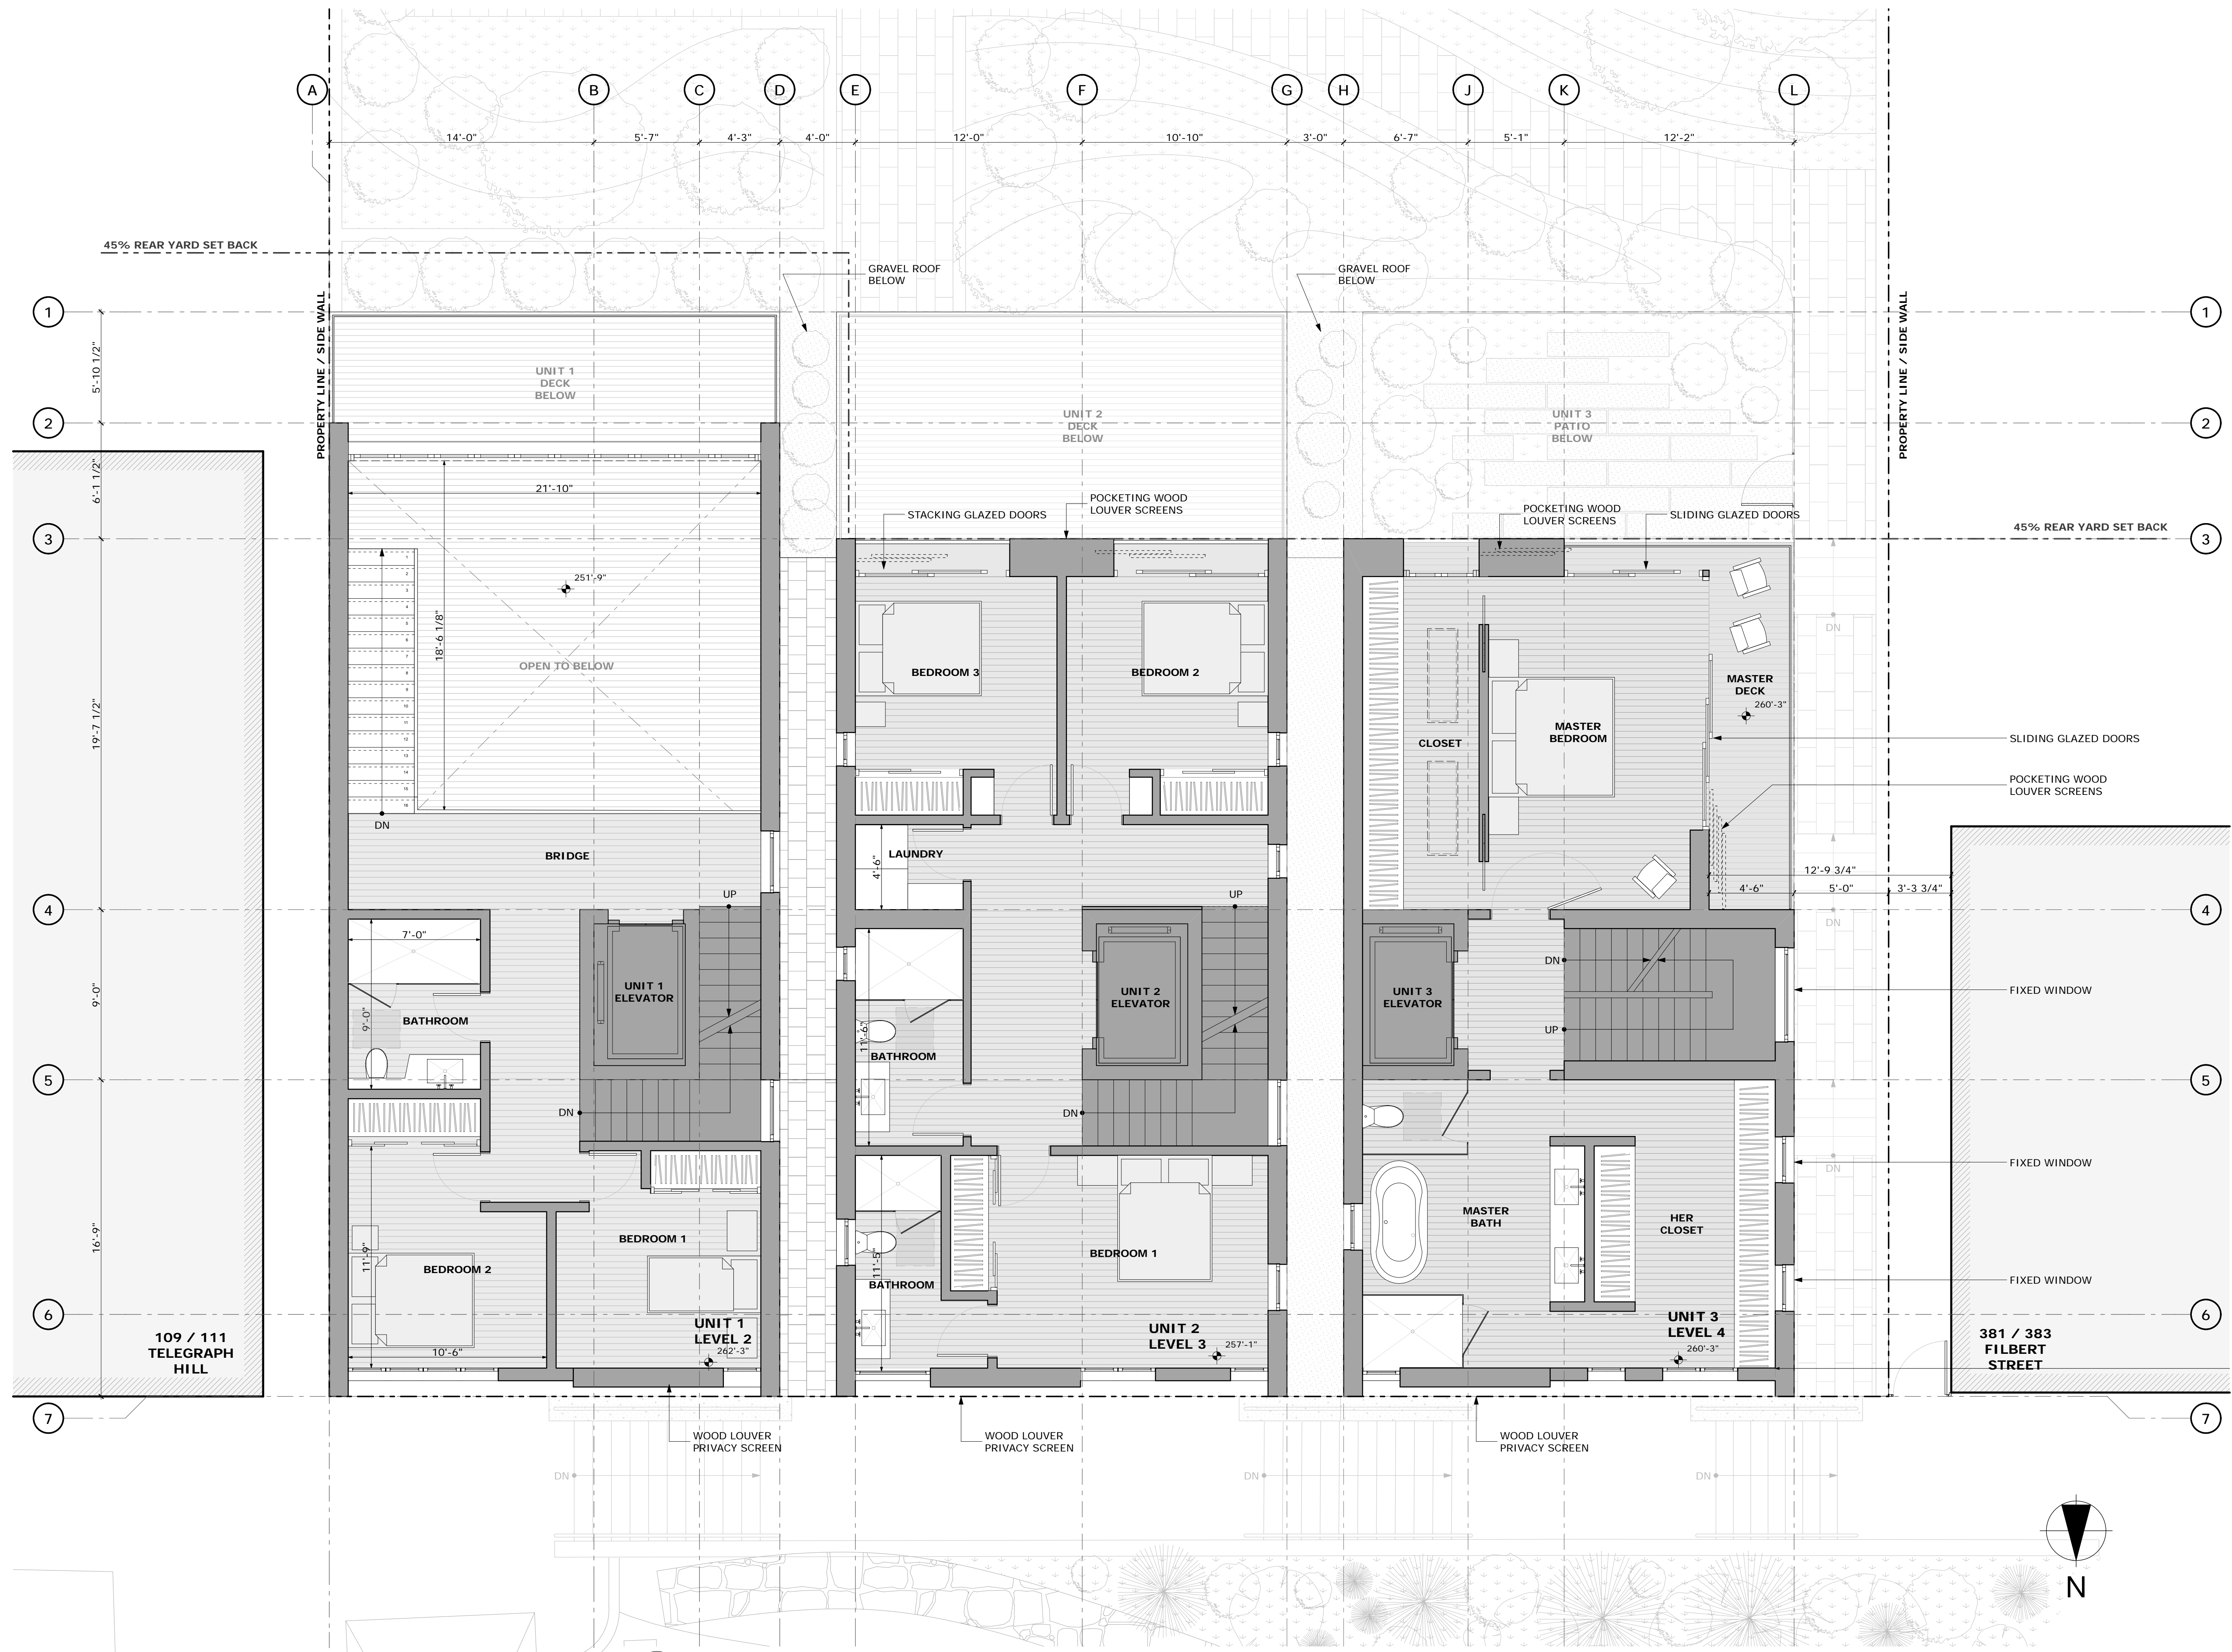 A
B
C
D
E
F
G
H
J
K
L
14'-0"
5'-7"
4'-3"
4'-0"
12'-0"
10'-10"
3'-0"
6'-7"
5'-1"
12'-2"
45% REAR YARD SET BACK
GRAVEL ROOF
BELOW
GRAVEL ROOF
BELOW
PROPERTY LINE / SIDE WALL
PROPERTY LINE / SIDE WALL
1
1
5'-10 1/2"
UNIT 1
DECK
BELOW
UNIT 2
DECK
BELOW
UNIT 3
PATIO
BELOW
2
2
6'-1 1/2"
21'-10"
POCKETING WOOD
LOUVER SCREENS
STACKING GLAZED DOORS
POCKETING WOOD
LOUVER SCREENS
SLIDING GLAZED DOORS
45% REAR YARD SET BACK
3
3
251'-9"
18'-6 1/8"
DN
OPEN TO BELOW
BEDROOM 3
BEDROOM 2
MASTER
DECK
260'-3"
19'-7 1/2"
MASTER
BEDROOM
CLOSET
SLIDING GLAZED DOORS
POCKETING WOOD
LOUVER SCREENS
DN
BRIDGE
LAUNDRY
4'-6"
12'-9 3/4"
4'-6"
5'-0"
3'-3 3/4"
UP
UP
4
4
DN
7'-0"
DN
UNIT 1
ELEVATOR
UNIT 2
ELEVATOR
UNIT 3
ELEVATOR
FIXED WINDOW
9'-0"
9'-0"
BATHROOM
11'-6"
BATHROOM
UP
5
5
DN
DN
FIXED WINDOW
DN
16'-9"
11'-9"
BEDROOM 2
BEDROOM 1
11'-5"
BATHROOM
BEDROOM 1
MASTER
BATH
HER
CLOSET
FIXED WINDOW
6
6
UNIT 1
LEVEL 2
262'-3"
UNIT 2
LEVEL 3
257'-1"
UNIT 3
LEVEL 4
260'-3"
10'-6"
109 / 111
TELEGRAPH
HILL
381 / 383
FILBERT
STREET
7
7
WOOD LOUVER
PRIVACY SCREEN
WOOD LOUVER
PRIVACY SCREEN
WOOD LOUVER
PRIVACY SCREEN
DN
DN
DN
N